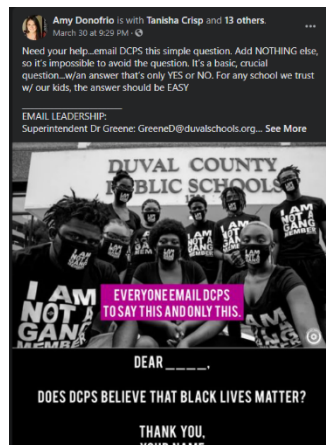 Amy Donofrio is with Tanisha Crisp and 13 others.
March 30 at 9:29 PM ·
Need your help...email DCPS this simple question. Add NOTHING else,
so it's impossible to avoid the question. It's a basic, crucial
question...w/an answer that's only YES or NO. For any school we trust
w/ our kids, the answer should be EASY
EMAIL LEADERSHIP:
Superintendent Dr Greene: GreeneD@duvalschools.org... See More
DUVAL COUNTY
PUBLIC SCHOOLS
I AM
NOT A
GANG
MEMBER
I AM
NOT A
GANG
MEMBER
EVERYONE EMAIL DCPS
TO SAY THIS AND ONLY THIS.
DEAR ____,
DOES DCPS BELIEVE THAT BLACK LIVES MATTER?
THANK YOU,
YOUR NAME